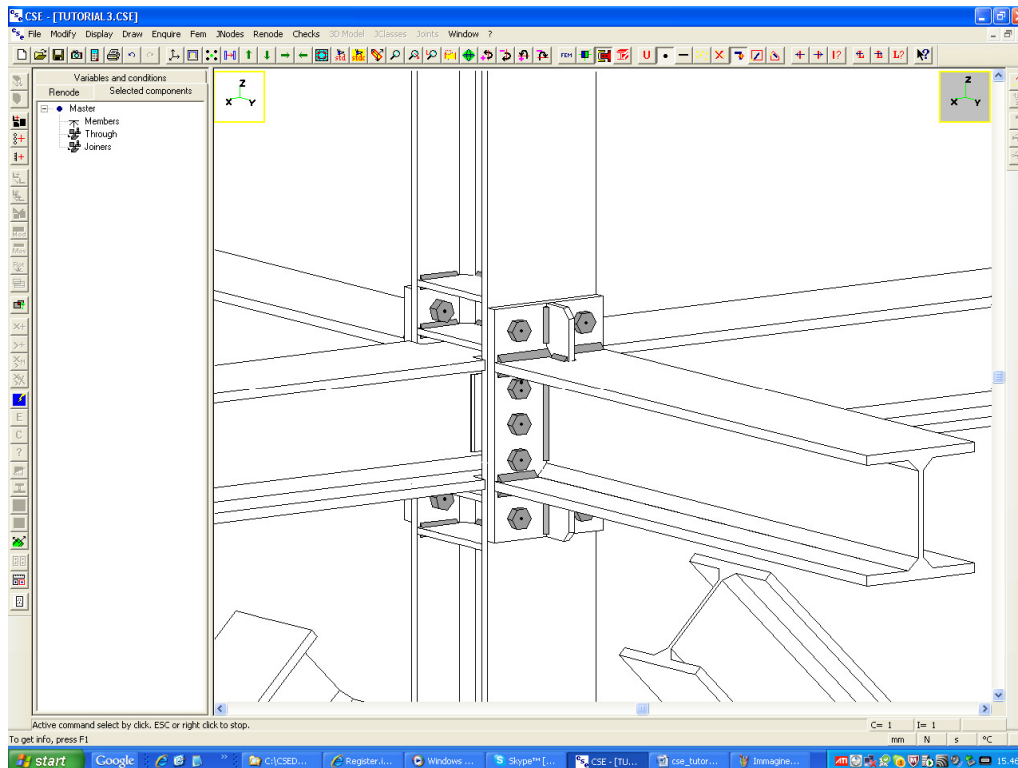 CSE - [TUTORIAL3.CSE]
File Modify Display Draw Enquire Fem JNodes Renode Checks 3D Model JClasses Joints Window ?
Variables and conditions
Renode Selected components
Master
Members
Through
Joiners
Z
X Y
Z
X Y
FEM
U
E
C
?
Active command select by click. ESC or right click to stop.
C= 1 I= 1
To get info, press F1
mm N s °C
start Google C:\CSED... Register.i... Windows ... Skype™ [... CSE - [TU... cse_tutor... Immagine... 15.46